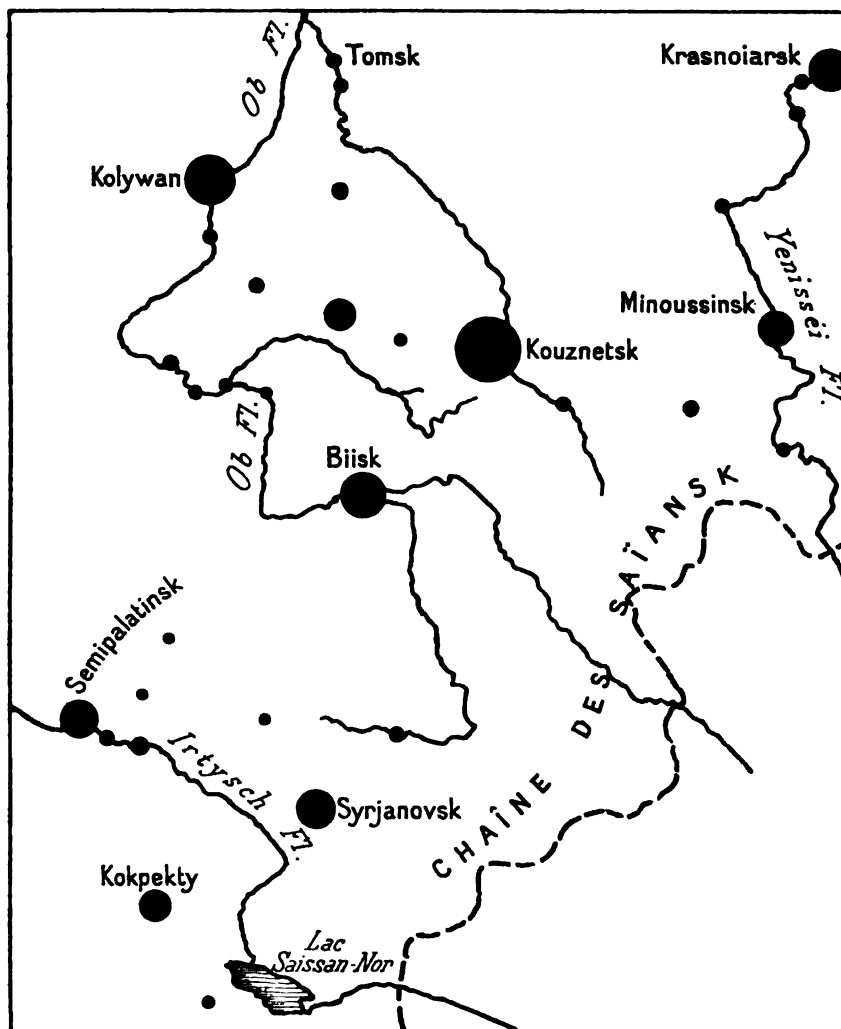 Ob Fl.
Tomsk
Krasnoiarsk
Kolywan
Yenisséi Fl.
Minoussinsk
Kouznetsk
Ob Fl.
Biisk
Semipalatinsk
CHAÎNE DES SAÏANSK
Irtysch Fl.
Syrjanovsk
Kokpekty
Lac
Saissan-Nor